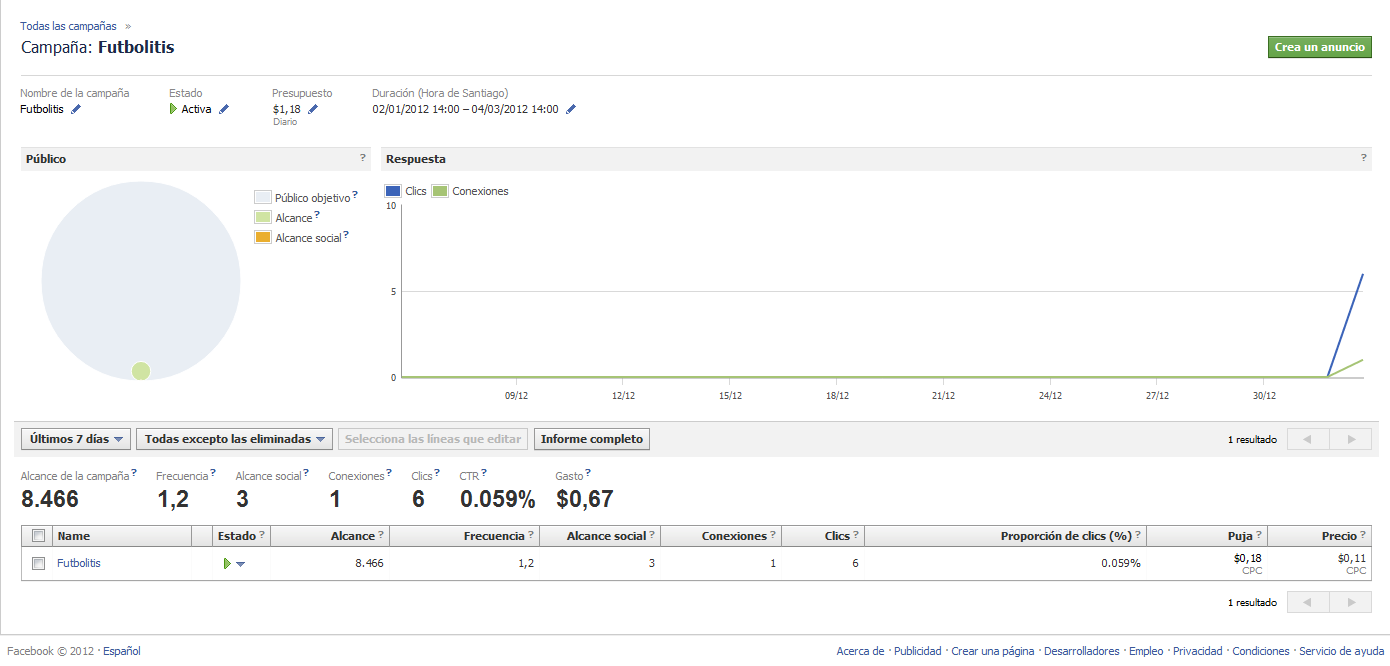 Todas las campañas »
Campaña: Futbolitis
Crea un anuncio
Nombre de la campaña Estado Presupuesto Duración (Hora de Santiago)
Futbolitis Activa $1,18 02/01/2012 14:00 – 04/03/2012 14:00
Diario
Público ? Respuesta ?
Clics Conexiones
Público objetivo ?
Alcance ?
Alcance social ?
10
5
0
09/12 12/12 15/12 18/12 21/12 24/12 27/12 30/12
Últimos 7 días Todas excepto las eliminadas Selecciona las líneas que editar Informe completo 1 resultado
Alcance de la campaña ? Frecuencia ? Alcance social ? Conexiones ? Clics ? CTR ? Gasto ?
8.466 1,2 3 1 6 0.059% $0,67
Name Estado ? Alcance ? Frecuencia ? Alcance social ? Conexiones ? Clics ? Proporción de clics (%) ? Puja ? Precio ?
Futbolitis 8.466 1,2 3 1 6 0.059% $0,18 $0,11
CPC CPC
1 resultado
Facebook © 2012 · Español Acerca de · Publicidad · Crear una página · Desarrolladores · Empleo · Privacidad · Condiciones · Servicio de ayuda